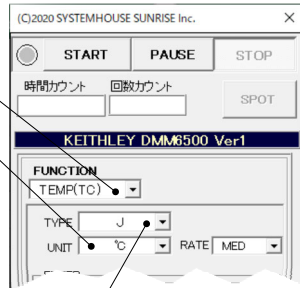 (C)2020 SYSTEMHOUSE SUNRISE Inc.
START PAUSE STOP
時間カウント 回数カウント
SPOT
KEITHLEY DMM6500 Ver1
FUNCTION
TEMP(TC)
TYPE J
UNIT ℃ RATE MED